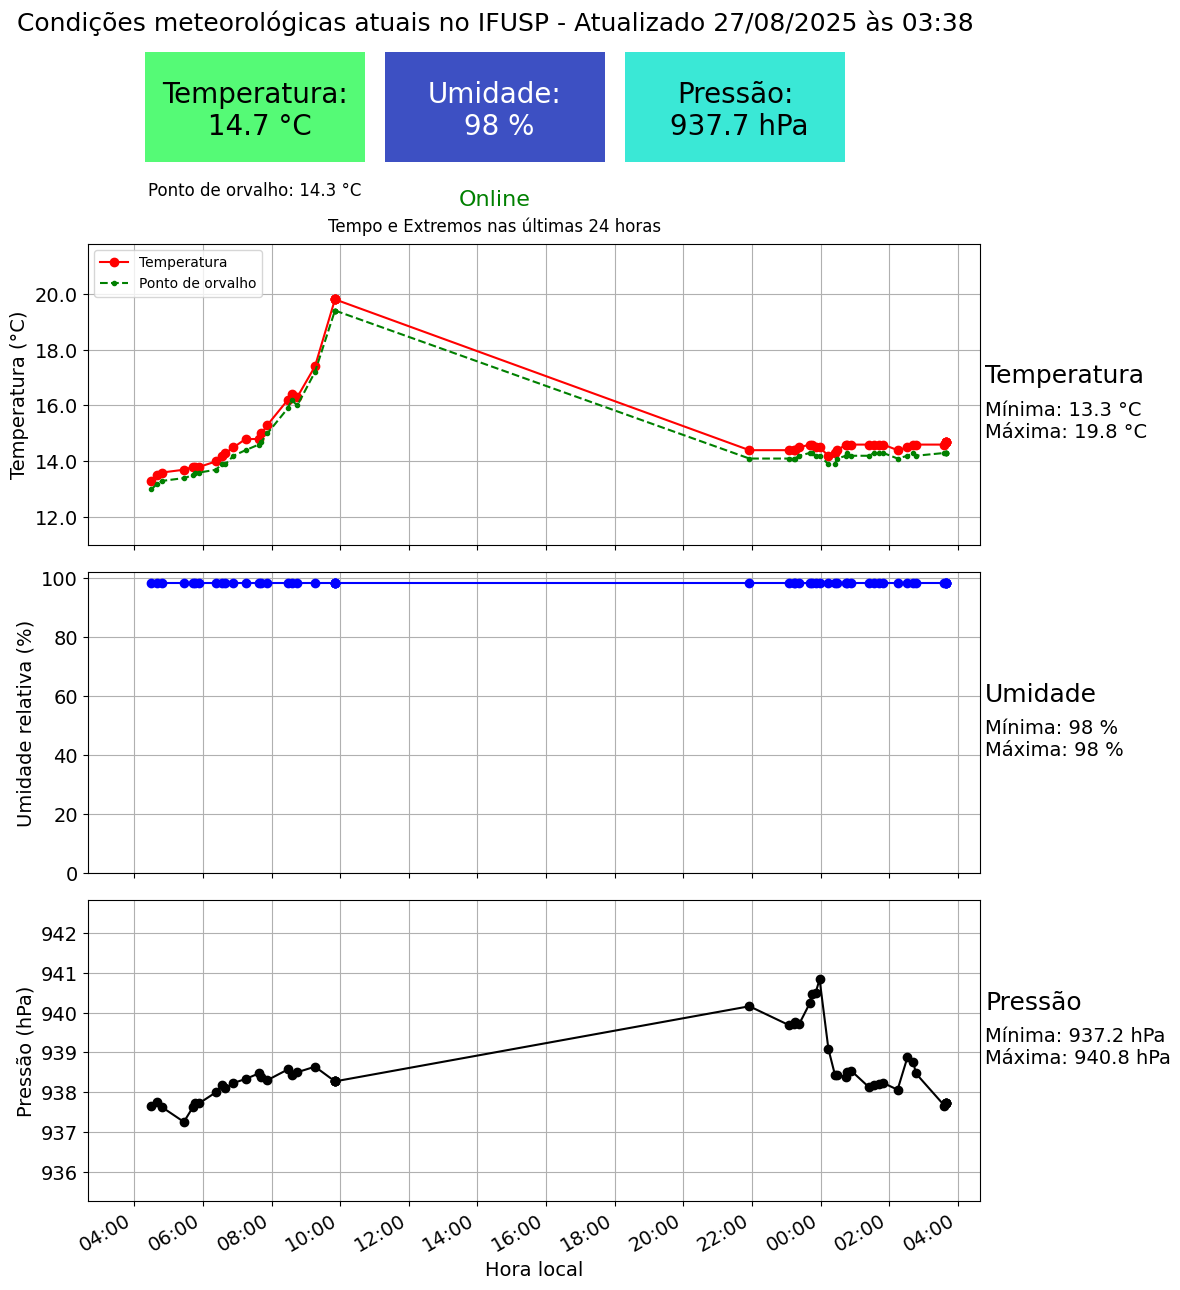 Condições meteorológicas atuais no IFUSP - Atualizado 27/08/2025 às 03:38
Temperatura:
14.7 °C
Umidade:
98 %
Pressão:
937.7 hPa
Ponto de orvalho: 14.3 °C
Online
Tempo e Extremos nas últimas 24 horas
Temperatura
Ponto de orvalho
Temperatura (°C)
20.0
18.0
16.0
14.0
12.0
Temperatura
Mínima: 13.3 °C
Máxima: 19.8 °C
Umidade relativa (%)
100
80
60
40
20
0
Umidade
Mínima: 98 %
Máxima: 98 %
Pressão (hPa)
942
941
940
939
938
937
936
Pressão
Mínima: 937.2 hPa
Máxima: 940.8 hPa
04:00 06:00 08:00 10:00 12:00 14:00 16:00 18:00 20:00 22:00 00:00 02:00 04:00
Hora local